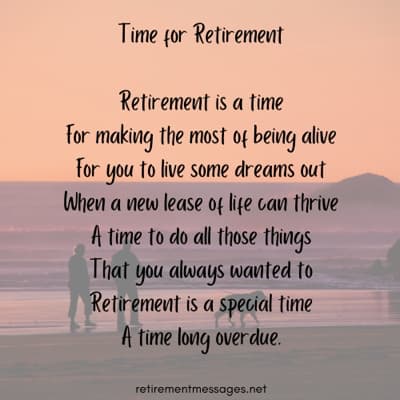 Time for Retirement
Retirement is a time
For making the most of being alive
For you to live some dreams out
When a new lease of life can thrive
A time to do all those things
That you always wanted to
Retirement is a special time
A time long overdue.
retirementmessages.net